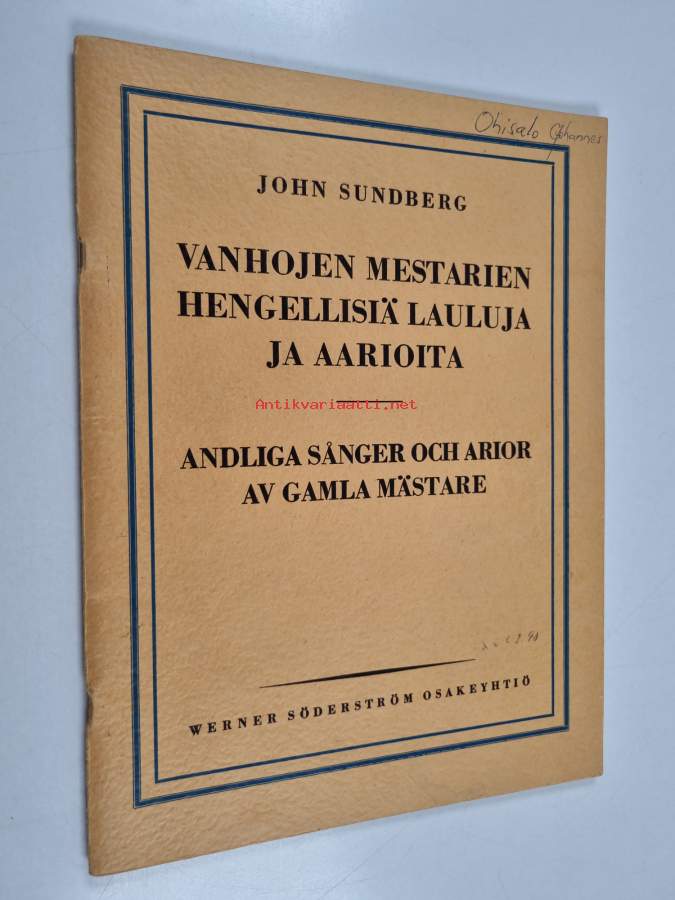 Ohisalo Johannes
JOHN SUNDBERG
VANHOJEN MESTARIEN
HENGELLISIÄ LAULUJA
JA AARIOITA
Antikvariaatti.net
ANDLIGA SÅNGER OCH ARIOR
AV GAMLA MÄSTARE
WERNER SÖDERSTRÖM OSAKEYHTIÖ